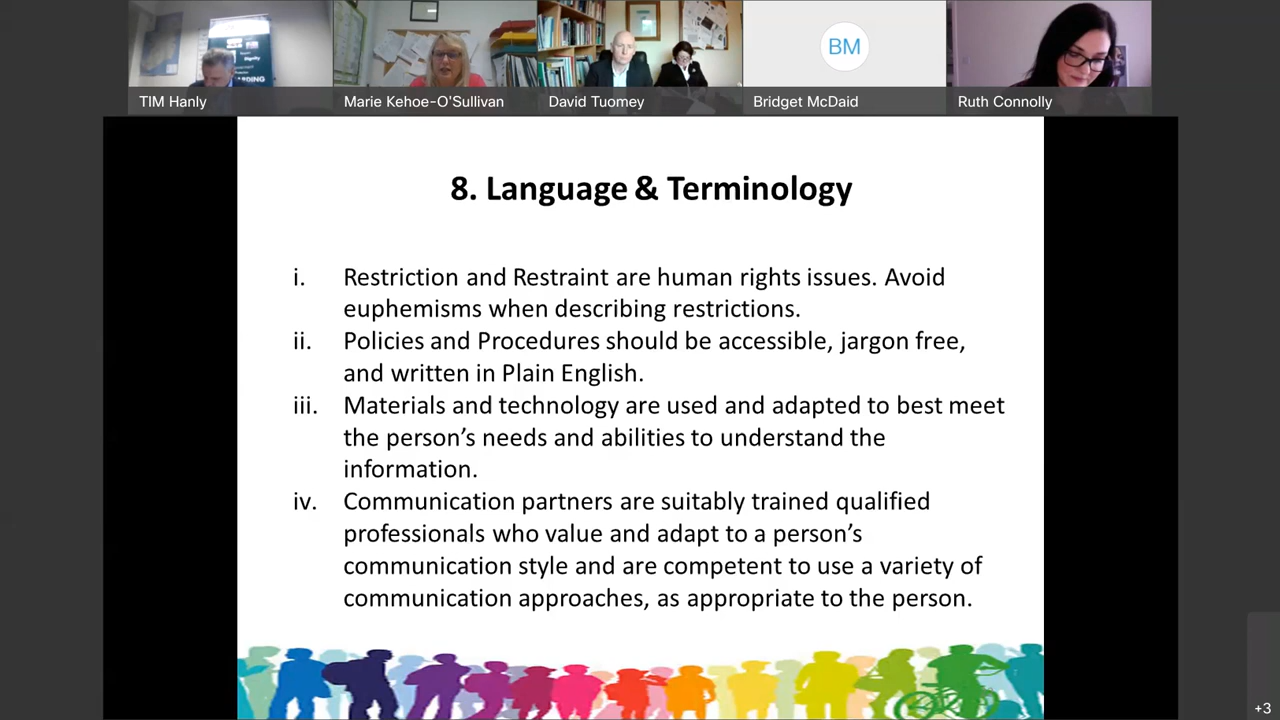 Dignity
ARDING
TIM Hanly
Marie Kehoe-O'Sullivan
David Tuomey
BM
Bridget McDaid
Ruth Connolly
8. Language & Terminology
i. Restriction and Restraint are human rights issues. Avoid
euphemisms when describing restrictions.
ii. Policies and Procedures should be accessible, jargon free,
and written in Plain English.
iii. Materials and technology are used and adapted to best meet
the person’s needs and abilities to understand the
information.
iv. Communication partners are suitably trained qualified
professionals who value and adapt to a person’s
communication style and are competent to use a variety of
communication approaches, as appropriate to the person.
+3